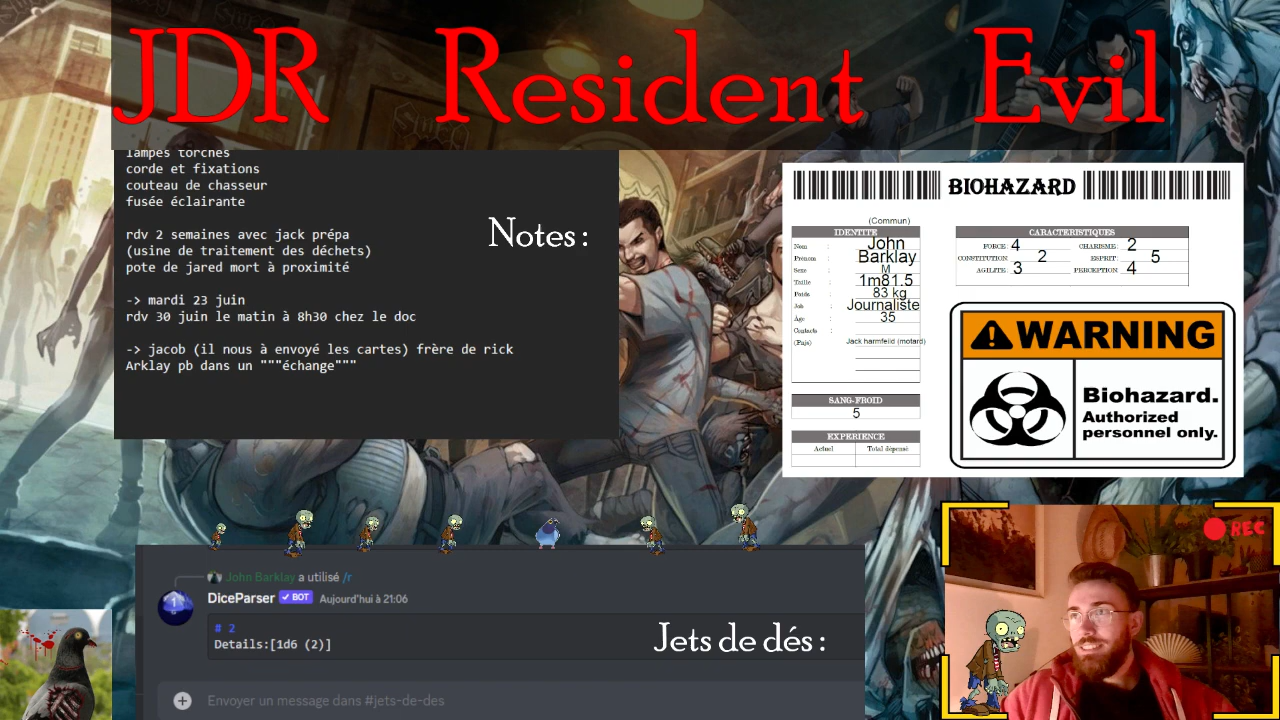 JDR Resident Evil
lampes torches
corde et fixations
couteau de chasseur
fusée éclairante
Notes :
rdv 2 semaines avec jack prépa
(usine de traitement des déchets)
pote de jared mort à proximité
-> mardi 23 juin
rdv 30 juin le matin à 8h30 chez le doc
-> jacob (il nous à envoyé les cartes) frère de rick
Arklay pb dans un """échange"""
BIOHAZARD
(Commun)
IDENTITE
Nom : John
Prénom : Barklay
Sexe : M
Taille : 1m81.5
Poids : 83 kg
Job : Journaliste
Âge : 35
Contacts :
(Pnjs) Jack harmfeild (motard)
CARACTERISTIQUES
FORCE: 4 CHARISME: 2
CONSTITUTION: 2 ESPRIT: 5
AGILITE: 3 PERCEPTION: 4
SANG-FROID
5
EXPERIENCE
Actuel Total dépensé
WARNING
Biohazard.
Authorized
personnel only.
John Barklay a utilisé /r
DiceParser BOT Aujourd'hui à 21:06
# 2
Details:[1d6 (2)]
Jets de dés :
Envoyer un message dans #jets-de-des
REC